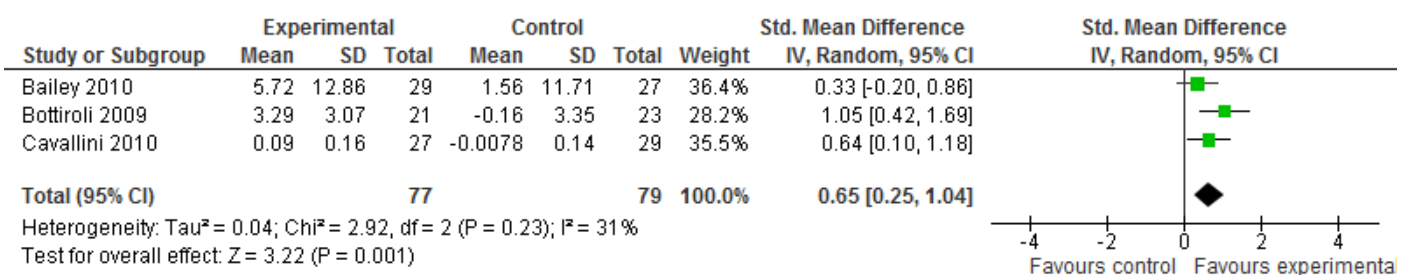 Experimental Control Std. Mean Difference Std. Mean Difference
Study or Subgroup Mean SD Total Mean SD Total Weight IV, Random, 95% CI IV, Random, 95% CI
Bailey 2010 5.72 12.86 29 1.56 11.71 27 36.4% 0.33 [-0.20, 0.86]
Bottiroli 2009 3.29 3.07 21 -0.16 3.35 23 28.2% 1.05 [0.42, 1.69]
Cavallini 2010 0.09 0.16 27 -0.0078 0.14 29 35.5% 0.64 [0.10, 1.18]
Total (95% CI) 77 79 100.0% 0.65 [0.25, 1.04]
Heterogeneity: Tau² = 0.04; Chi² = 2.92, df = 2 (P = 0.23); I² = 31%
Test for overall effect: Z = 3.22 (P = 0.001)
-4 -2 0 2 4
Favours control Favours experimental